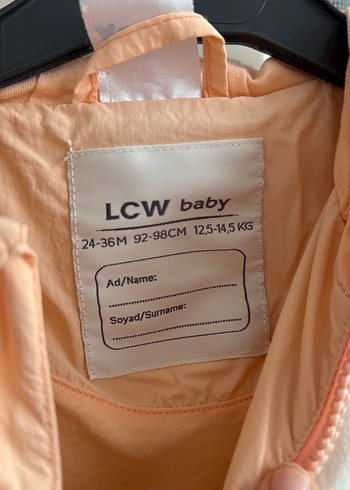 LCW baby
24-36M 92-98CM 12,5-14,5 KG
Ad/Name:
Soyad/Surname: